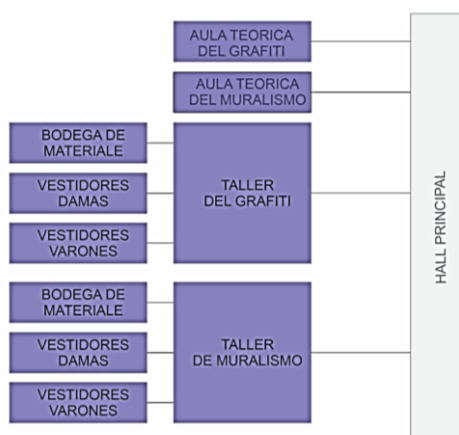 AULA TEORICA
DEL GRAFITI
AULA TEORICA
DEL MURALISMO
BODEGA DE
MATERIALE
VESTIDORES
DAMAS
VESTIDORES
VARONES
TALLER
DEL GRAFITI
BODEGA DE
MATERIALE
VESTIDORES
DAMAS
VESTIDORES
VARONES
TALLER
DE MURALISMO
HALL PRINCIPAL